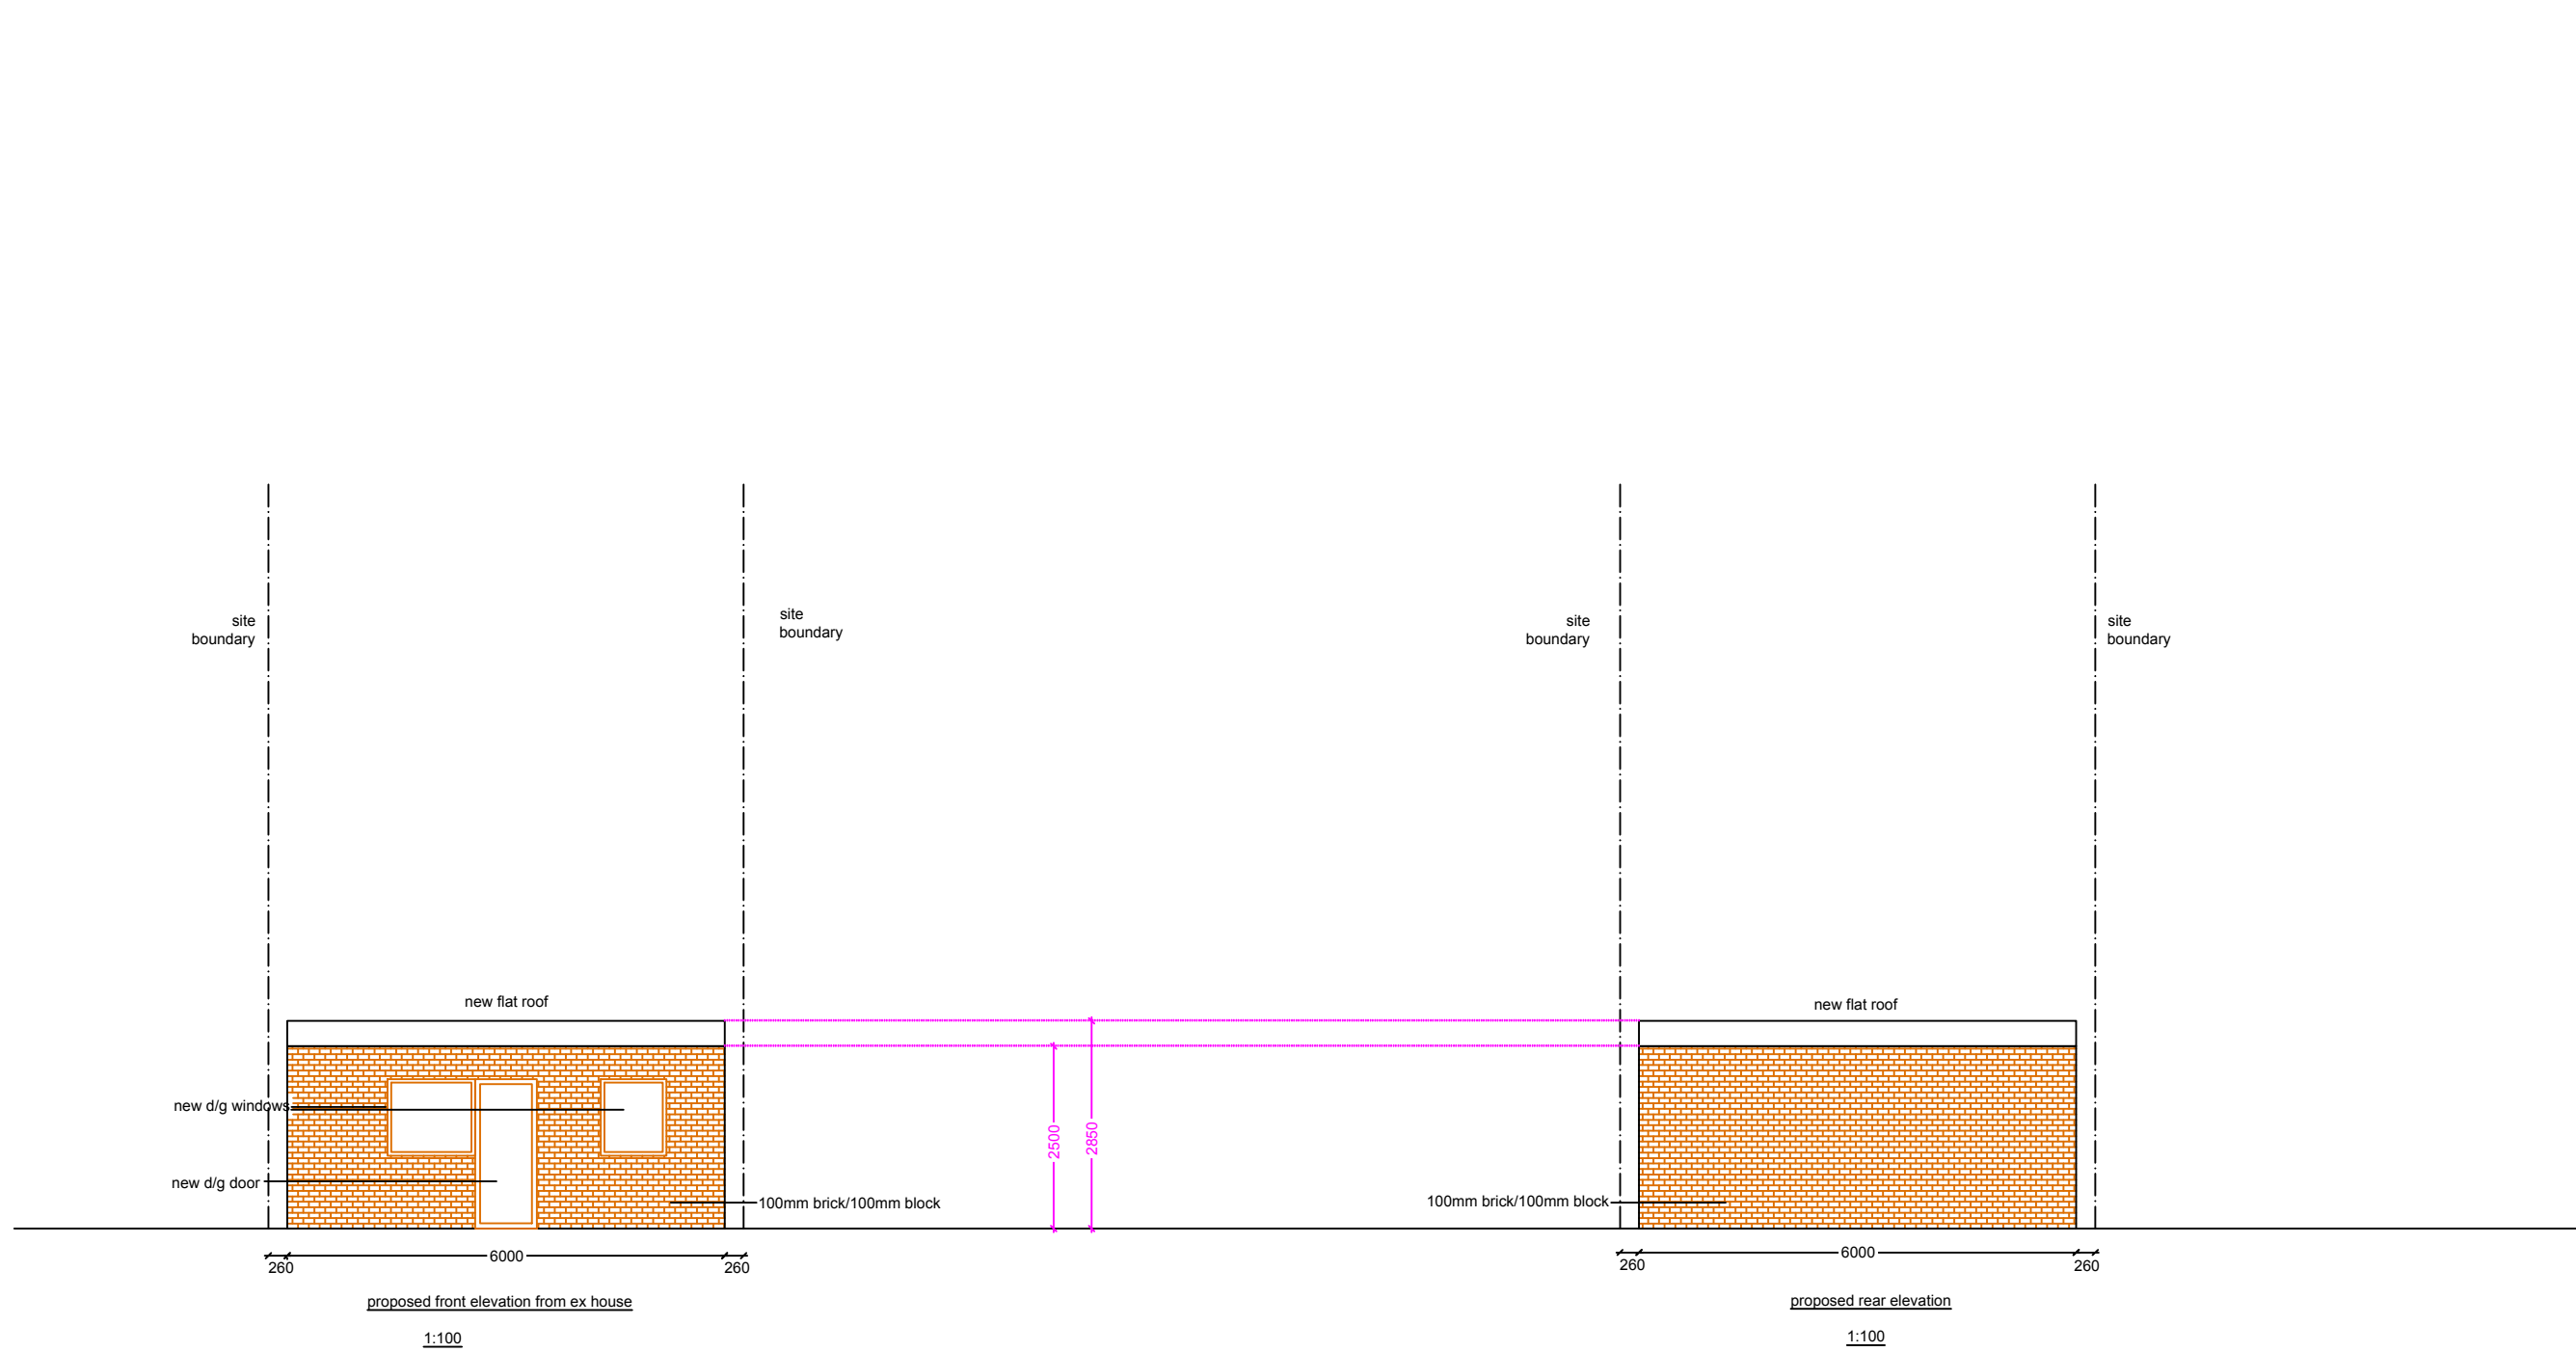 site
boundary
site
boundary
site
boundary
site
boundary
new flat roof
new flat roof
new d/g windows
2500
2850
new d/g door
100mm brick/100mm block
100mm brick/100mm block
6000
260
260
6000
260
260
proposed front elevation from ex house
1:100
proposed rear elevation
1:100